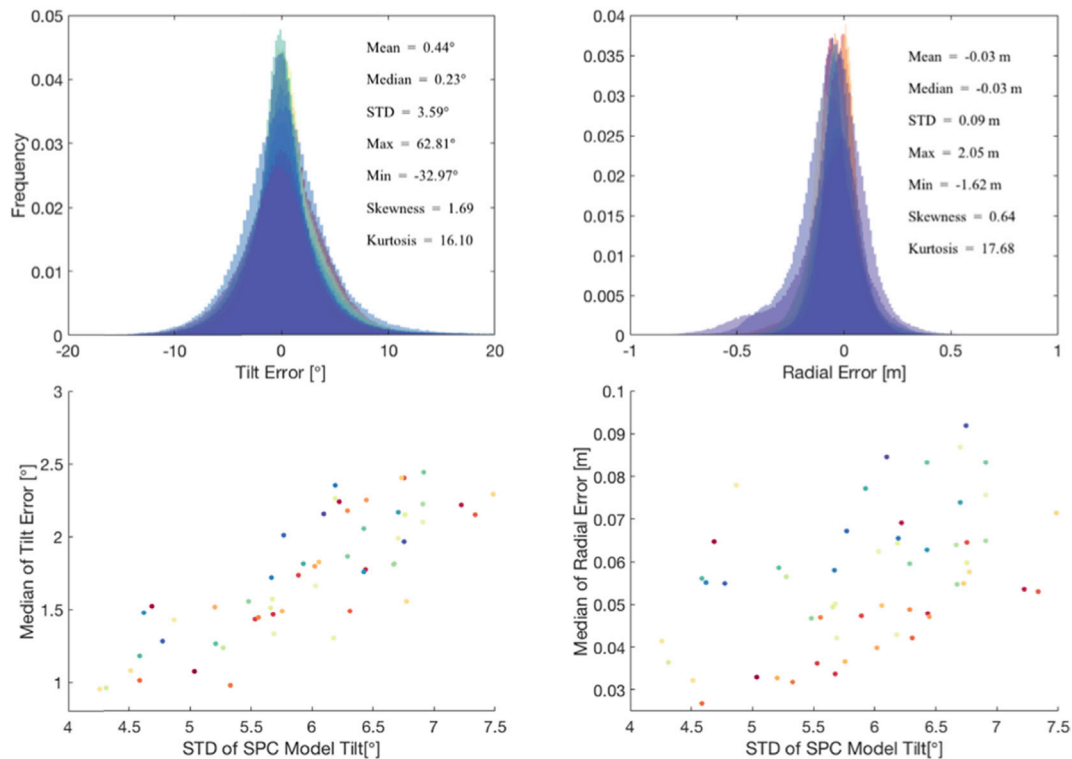 Frequency
0.05
0.04
0.03
0.02
0.01
0
-20
-10
0
10
20
Tilt Error [°]
Mean = 0.44°
Median = 0.23°
STD = 3.59°
Max = 62.81°
Min = -32.97°
Skewness = 1.69
Kurtosis = 16.10
0.04
0.035
0.03
0.025
0.02
0.015
0.01
0.005
0
-1
-0.5
0
0.5
1
Radial Error [m]
Mean = -0.03 m
Median = -0.03 m
STD = 0.09 m
Max = 2.05 m
Min = -1.62 m
Skewness = 0.64
Kurtosis = 17.68
Median of Tilt Error [°]
3
2.5
2
1.5
1
4
4.5
5
5.5
6
6.5
7
7.5
STD of SPC Model Tilt[°]
Median of Radial Error [m]
0.1
0.09
0.08
0.07
0.06
0.05
0.04
0.03
4
4.5
5
5.5
6
6.5
7
7.5
STD of SPC Model Tilt[°]